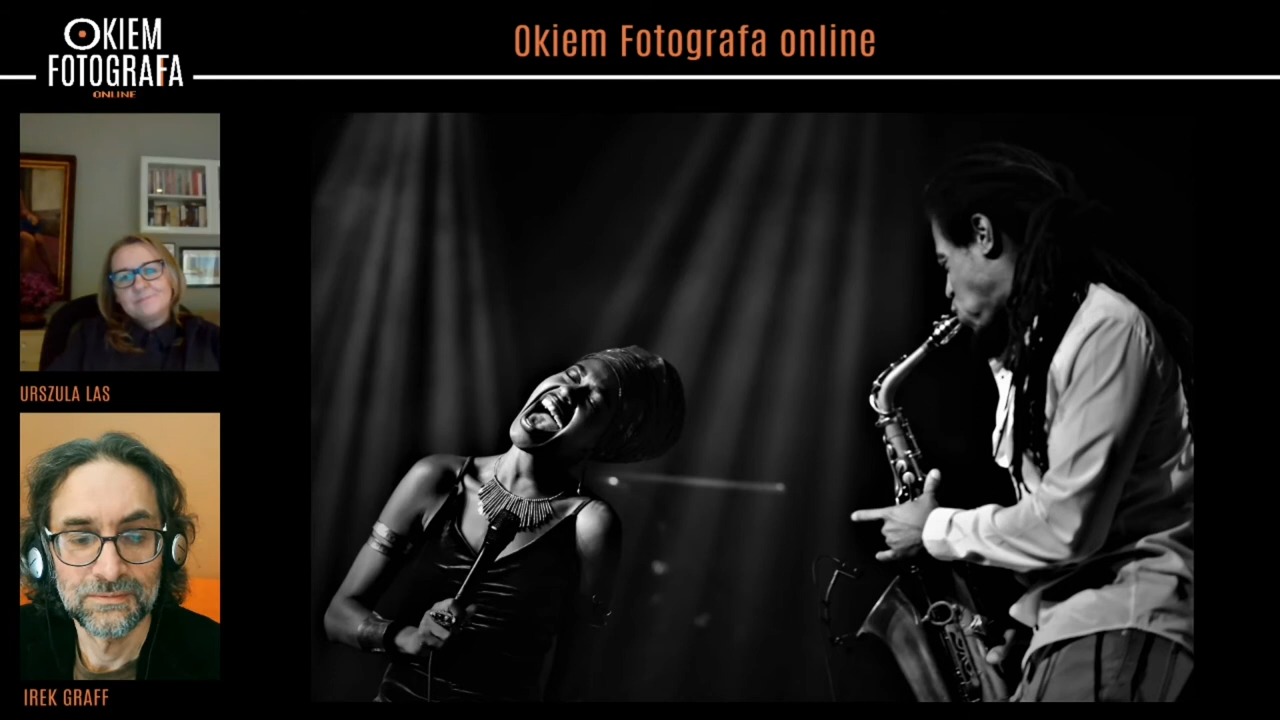 OKIEM
FOTOGRAFA
ONLINE
Okiem Fotografa online
URSZULA LAS
IREK GRAFF